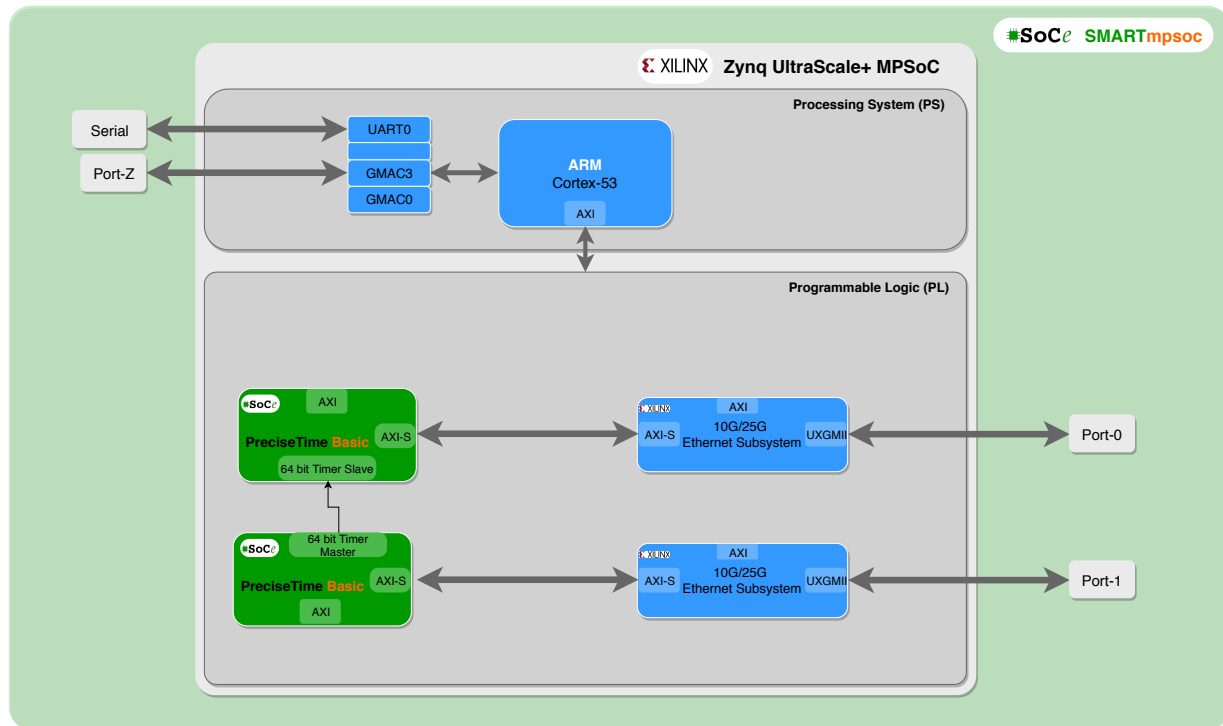 SoCe SMARTmpsoc
XILINX Zynq UltraScale+ MPSoC
Processing System (PS)
Serial
UART0
Port-Z
GMAC3
GMAC0
ARM
Cortex-53
AXI
Programmable Logic (PL)
SoCe
AXI
PreciseTime Basic
AXI-S
64 bit Timer Slave
XILINX
AXI
10G/25G
AXI-S
Ethernet Subsystem
UXGMII
Port-0
SoCe
64 bit Timer
Master
PreciseTime Basic
AXI-S
AXI
XILINX
AXI
10G/25G
AXI-S
Ethernet Subsystem
UXGMII
Port-1